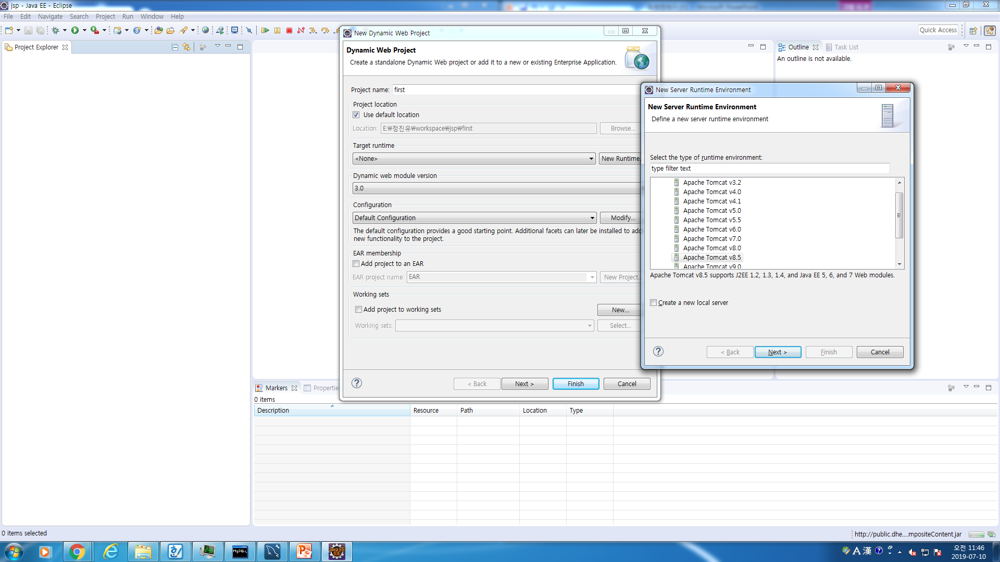 jsp - Java EE - Eclipse
File Edit Navigate Search Project Run Window Help
Quick Access
Project Explorer
New Dynamic Web Project
Dynamic Web Project
Create a standalone Dynamic Web project or add it to a new or existing Enterprise Application.
Project name: first
Project location
Use default location
Location: E:₩정진유₩workspace₩jsp₩first Browse...
Target runtime
<None> New Runtime.
Dynamic web module version
3.0
Configuration
Default Configuration Modify...
The default configuration provides a good starting point. Additional facets can later be installed to add
new functionality to the project.
EAR membership
Add project to an EAR
EAR project name: EAR New Project..
Working sets
Add project to working sets New...
Working sets: Select...
< Back Next > Finish Cancel
Outline Task List
An outline is not available.
New Server Runtime Environment
New Server Runtime Environment
Define a new server runtime environment
Select the type of runtime environment:
type filter text
Apache Tomcat v3.2
Apache Tomcat v4.0
Apache Tomcat v4.1
Apache Tomcat v5.0
Apache Tomcat v5.5
Apache Tomcat v6.0
Apache Tomcat v7.0
Apache Tomcat v8.0
Apache Tomcat v8.5
Apache Tomcat v9.0
Apache Tomcat v8.5 supports J2EE 1.2, 1.3, 1.4, and Java EE 5, 6, and 7 Web modules.
Create a new local server
< Back Next > Finish Cancel
Markers Propertie
0 items
Description Resource Path Location Type
0 items selected
http://public.dhe....mpositeContent.jar
Java EE
IDE
A 漢
오전 11:46
2019-07-10